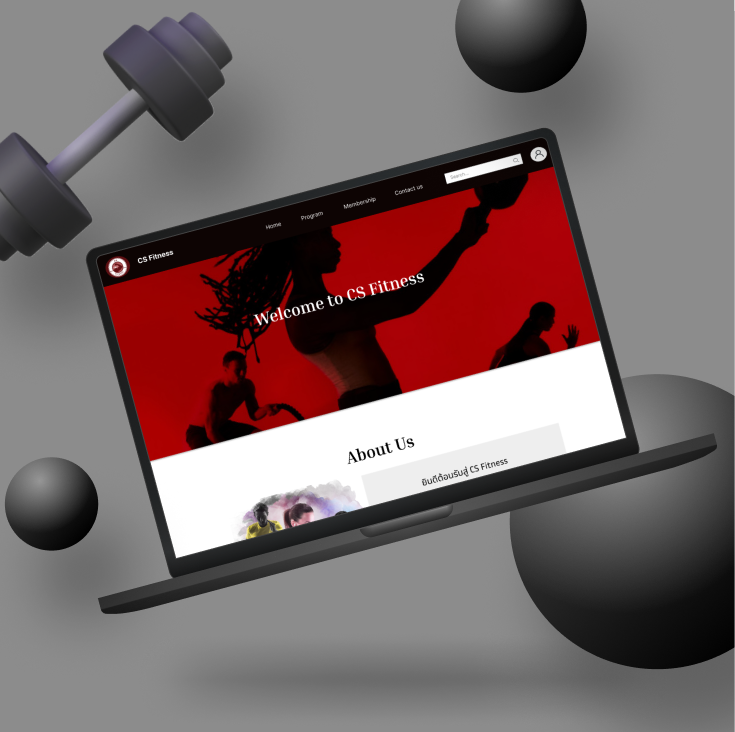 CS Fitness
Home
Program
Membership
Contact us
Search...
Welcome to CS Fitness
About Us
ยินดีต้อนรับสู่ CS Fitness